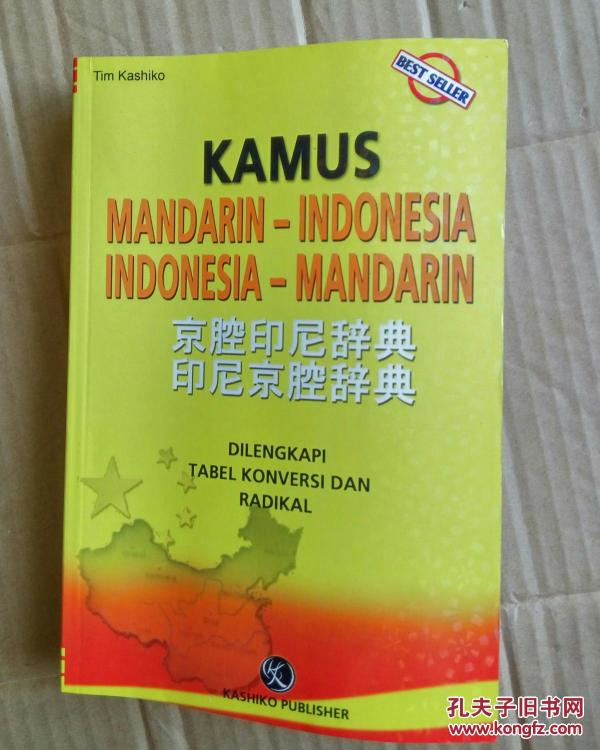 Tim Kashiko
BEST SELLER
KAMUS
MANDARIN – INDONESIA
INDONESIA – MANDARIN
京腔印尼辞典
印尼京腔辞典
DILENGKAPI
TABEL KONVERSI DAN
RADIKAL
KASHIKO PUBLISHER
孔夫子旧书网
www.kongfz.com